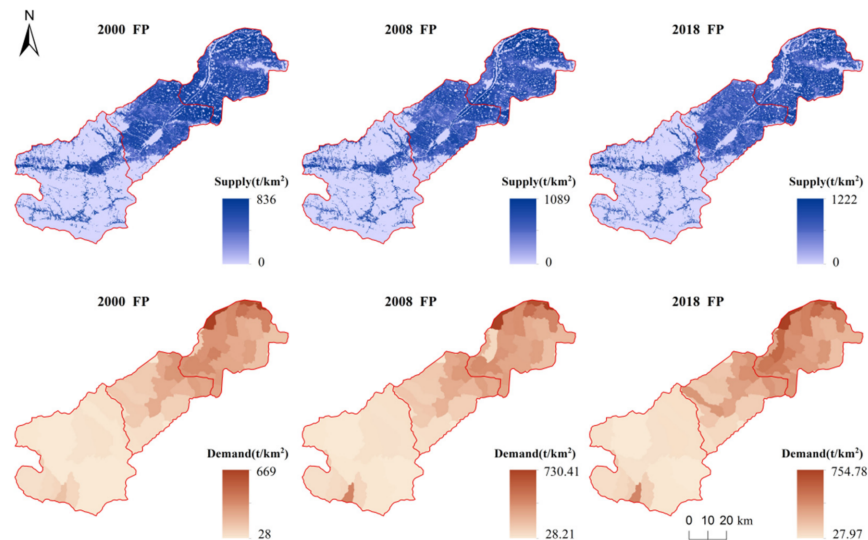 N
2000 FP
2008 FP
2018 FP
Supply(t/km²)
836
0
Supply(t/km²)
1089
0
Supply(t/km²)
1222
0
2000 FP
2008 FP
2018 FP
Demand(t/km²)
669
28
Demand(t/km²)
730.41
28.21
Demand(t/km²)
754.78
27.97
0 10 20 km